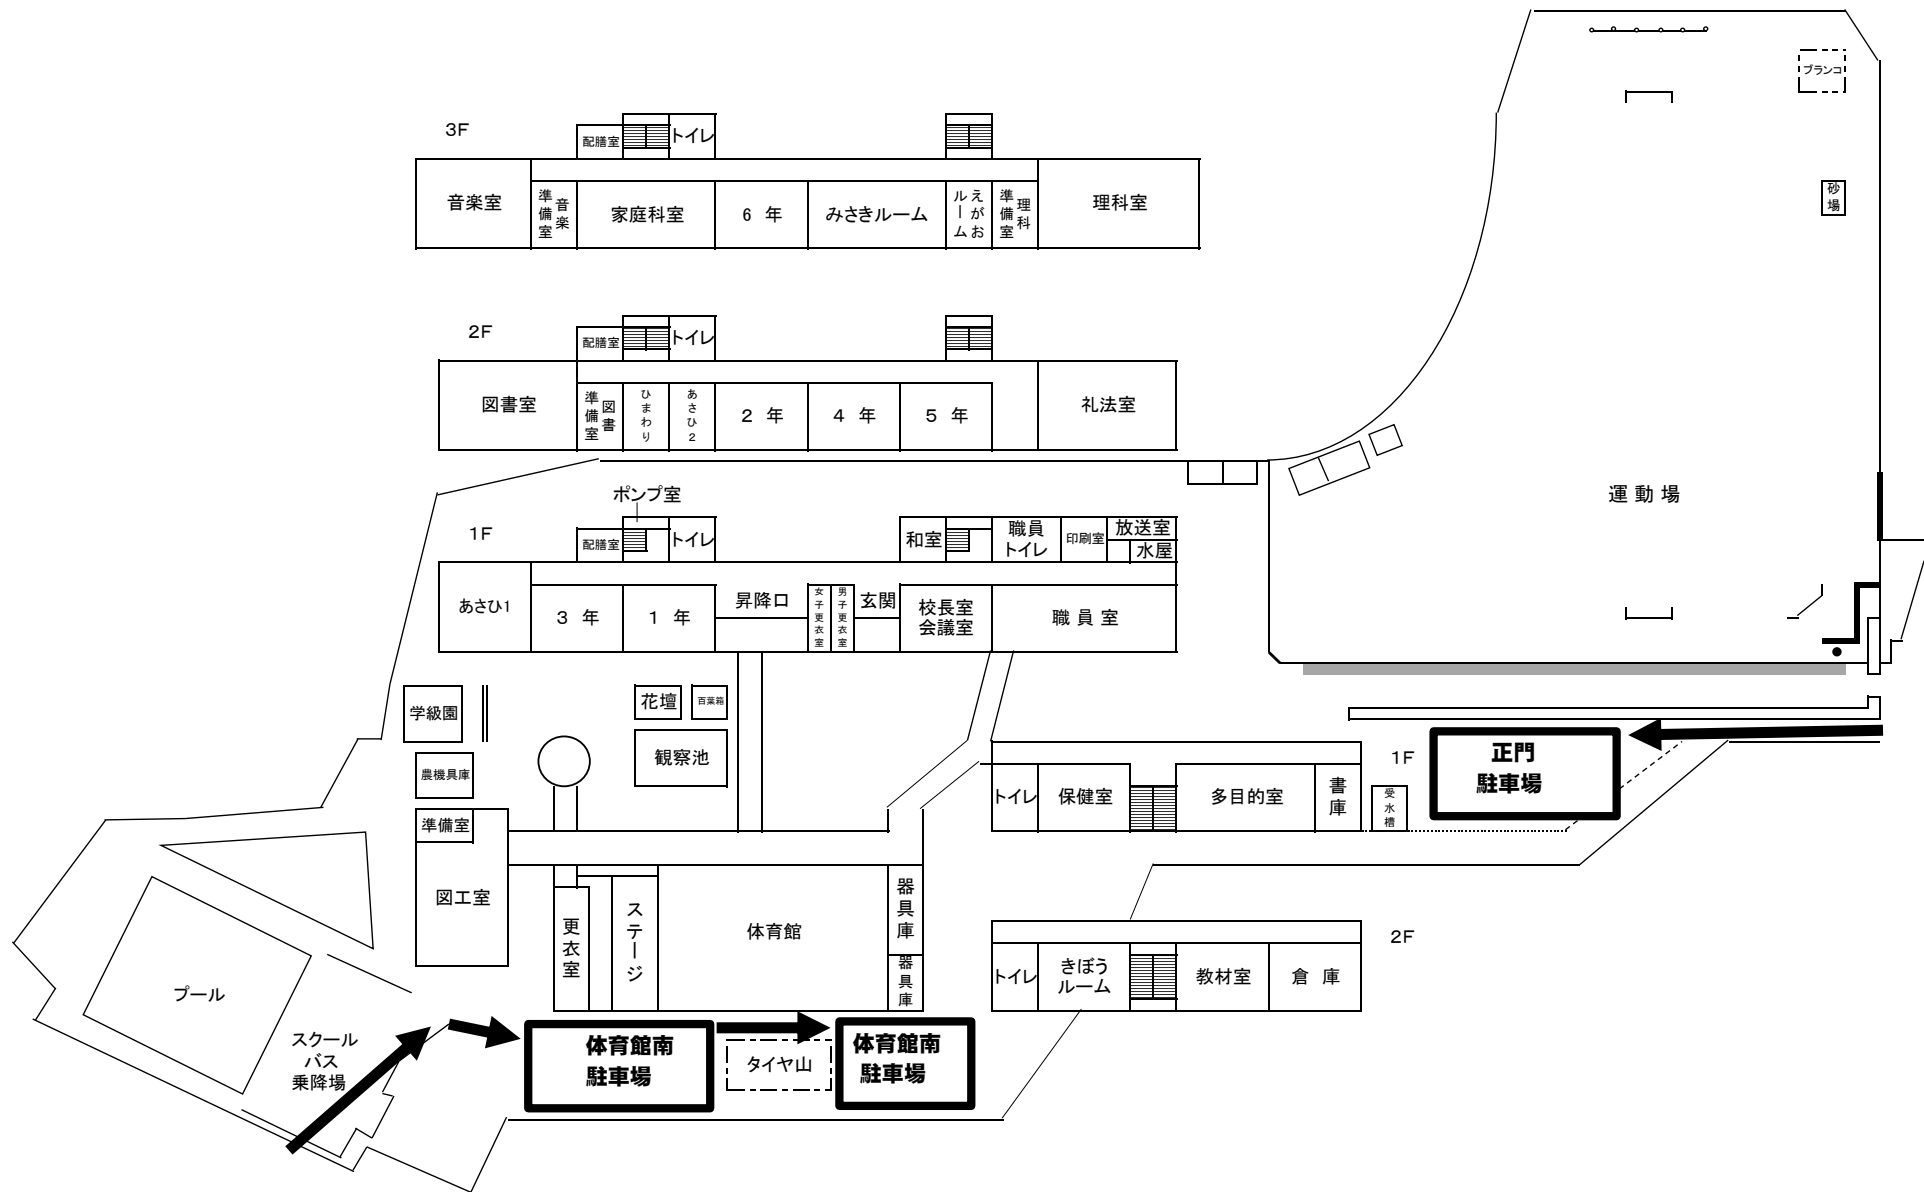 ブランコ
3F
配膳室
トイレ
音楽室
音楽
準備室
家庭科室
6 年
みさきルーム
えがお
ルーム
理科
準備室
理科室
砂場
2F
配膳室
トイレ
図書室
図書
準備室
ひまわり
あさひ2
2 年
4 年
5 年
礼法室
運動場
ポンプ室
1F
配膳室
トイレ
和室
職員
トイレ
印刷室
放送室
水屋
あさひ1
3 年
1 年
昇降口
女子更衣室
男子更衣室
玄関
校長室
会議室
職員室
学級園
花壇
百葉箱
観察池
農機具庫
準備室
図工室
更衣室
ステージ
体育館
器具庫
器具庫
トイレ
保健室
多目的室
書庫
1F
受水槽
正門
駐車場
2F
トイレ
きぼう
ルーム
教材室
倉庫
プール
スクール
バス
乗降場
体育館南
駐車場
タイヤ山
体育館南
駐車場